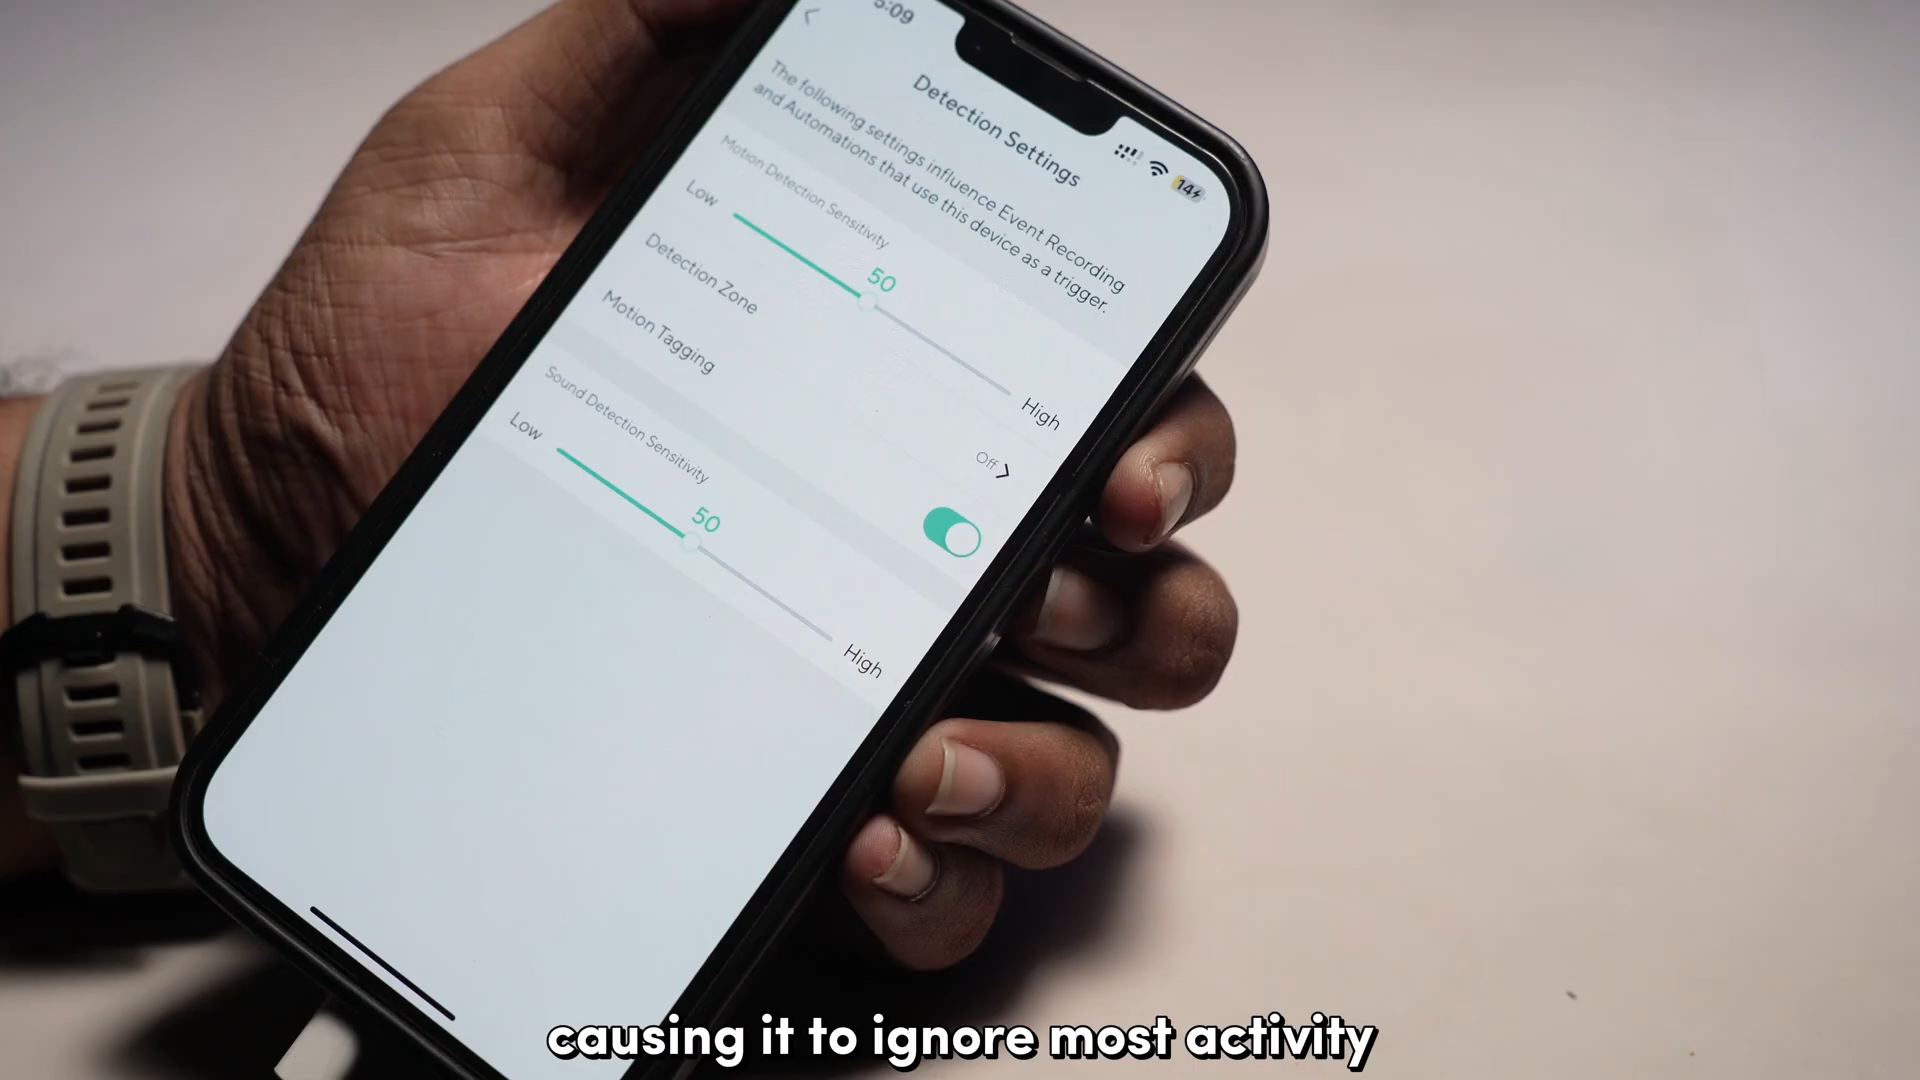 5:09
14
Detection Settings
The following settings influence Event Recording
and Automations that use this device as a trigger.
Motion Detection Sensitivity
Low
50
High
Detection Zone
Off
Motion Tagging
Sound Detection Sensitivity
Low
50
High
causing it to ignore most activity